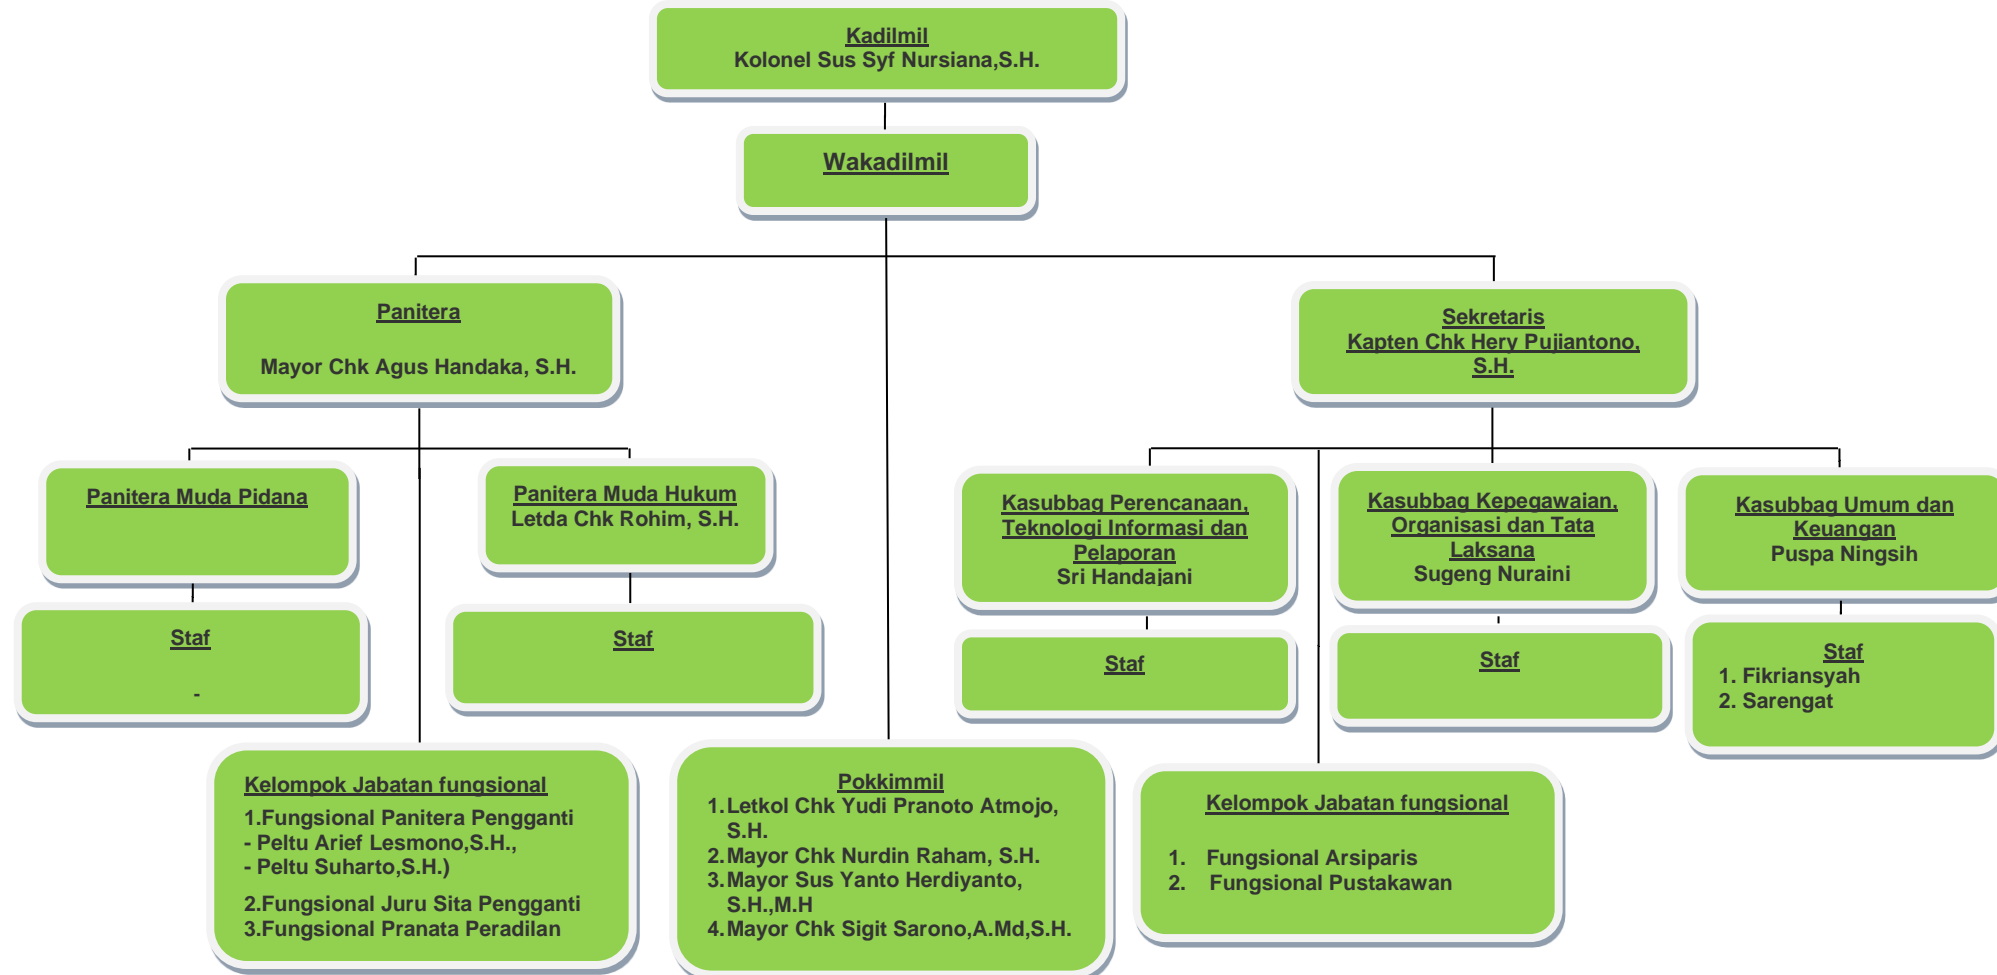 Kadilmil
Kolonel Sus Syf Nursiana,S.H.
Wakadilmil
Panitera
Mayor Chk Agus Handaka, S.H.
Sekretaris
Kapten Chk Hery Pujiantono,
S.H.
Panitera Muda Pidana
Panitera Muda Hukum
Letda Chk Rohim, S.H.
Kasubbag Perencanaan,
Teknologi Informasi dan
Pelaporan
Sri Handajani
Kasubbag Kepegawaian,
Organisasi dan Tata
Laksana
Sugeng Nuraini
Kasubbag Umum dan
Keuangan
Puspa Ningsih
Staf
-
Staf
Staf
Staf
Staf
1. Fikriansyah
2. Sarengat
Kelompok Jabatan fungsional
1.Fungsional Panitera Pengganti
- Peltu Arief Lesmono,S.H.,
- Peltu Suharto,S.H.)
2.Fungsional Juru Sita Pengganti
3.Fungsional Pranata Peradilan
Pokkimmil
1.Letkol Chk Yudi Pranoto Atmojo,
S.H.
2.Mayor Chk Nurdin Raham, S.H.
3.Mayor Sus Yanto Herdiyanto,
S.H.,M.H
4.Mayor Chk Sigit Sarono,A.Md,S.H.
Kelompok Jabatan fungsional
1. Fungsional Arsiparis
2. Fungsional Pustakawan